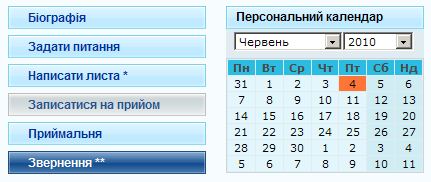 Біографія
Задати питання
Написати листа *
Записатися на прийом
Приймальня
Звернення **
Персональний календар
Червень 2010
Пн Вт Ср Чт Пт Сб Нд
31 1 2 3 4 5 6
7 8 9 10 11 12 13
14 15 16 17 18 19 20
21 22 23 24 25 26 27
28 29 30 1 2 3 4
5 6 7 8 9 10 11